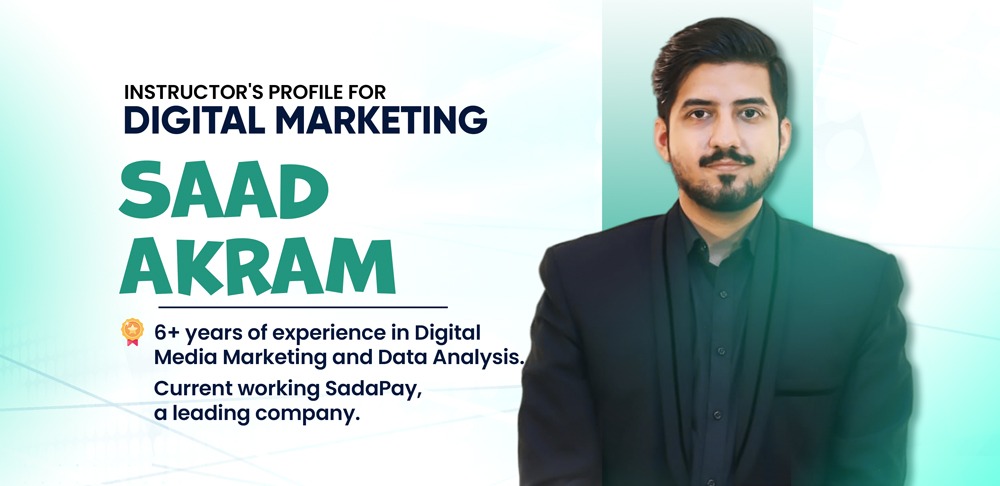 INSTRUCTOR'S PROFILE FOR
DIGITAL MARKETING
SAAD
AKRAM
6+ years of experience in Digital
Media Marketing and Data Analysis.
Current working SadaPay,
a leading company.